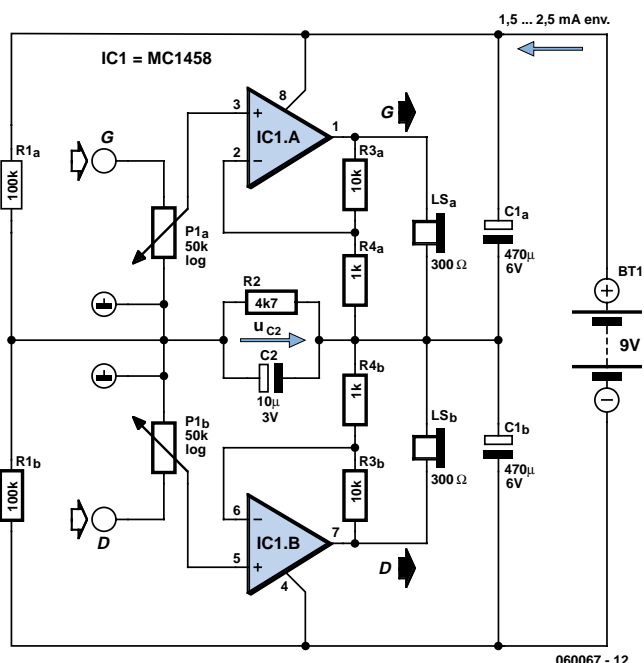 1,5 ... 2,5 mA env.
IC1 = MC1458
8
3
+
IC1.A
1
G
2
–
G
R1a
100k
R3a
10k
P1a
50k
log
LSa
300 Ω
C1a
470µ
6V
R4a
1k
R2
4k7
BT1
+
uC2
9V
C2
10µ
3V
R4b
1k
–
P1b
50k
log
LSb
300 Ω
C1b
470µ
6V
R1b
100k
R3b
10k
6
–
IC1.B
7
D
5
+
D
4
060067 - 12